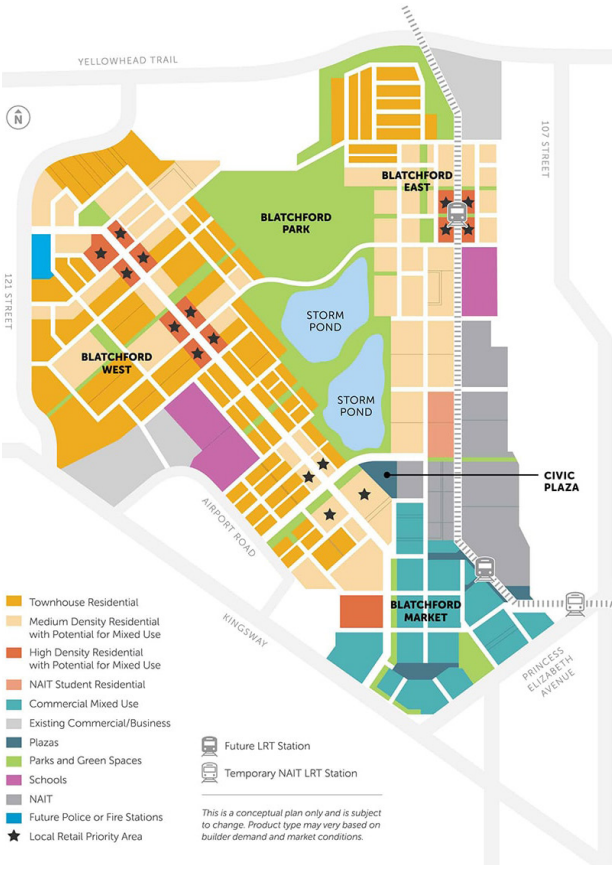 YELLOWHEAD TRAIL
N
107 STREET
BLATCHFORD
EAST
BLATCHFORD
PARK
121 STREET
STORM
POND
BLATCHFORD
WEST
STORM
POND
CIVIC
PLAZA
AIRPORT ROAD
KINGSWAY
BLATCHFORD
MARKET
PRINCESS
ELIZABETH
AVENUE
Townhouse Residential
Medium Density Residential
with Potential for Mixed Use
High Density Residential
with Potential for Mixed Use
NAIT Student Residential
Commercial Mixed Use
Existing Commercial/Business
Plazas
Parks and Green Spaces
Schools
NAIT
Future Police or Fire Stations
Local Retail Priority Area
Future LRT Station
Temporary NAIT LRT Station
This is a conceptual plan only and is subject
to change. Product type may very based on
builder demand and market conditions.